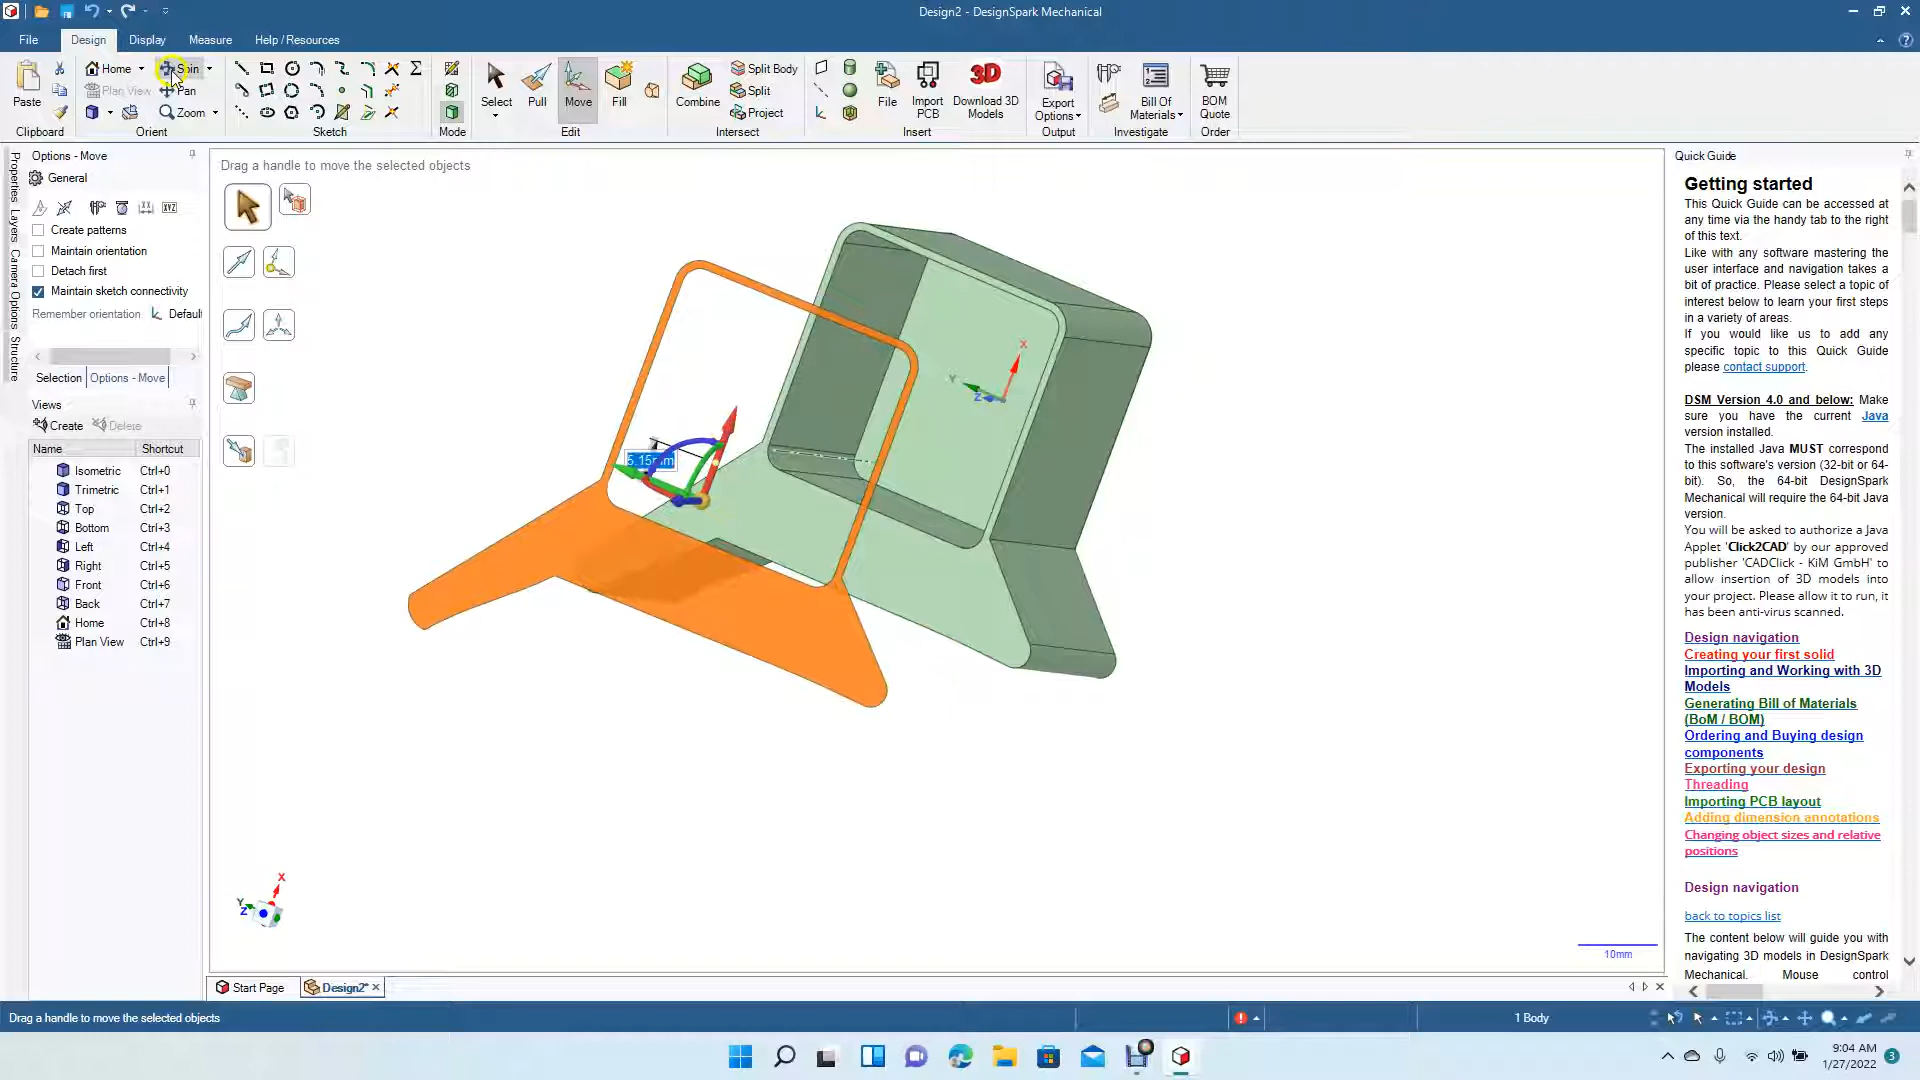 Design2 - DesignSpark Mechanical
File Design Display Measure Help / Resources
Paste
Clipboard
Home Spin
Plan View Pan
Zoom
Orient
Sketch
Mode
Select Pull Move Fill
Edit
Combine
Split Body
Split
Project
Intersect
File
Import PCB
Download 3D Models
Insert
Export Options
Output
Bill Of Materials
Investigate
BOM Quote
Order
Properties Layers Camera Options Structure
Options - Move
General
Create patterns
Maintain orientation
Detach first
Maintain sketch connectivity
Remember orientation Default
Selection Options - Move
Views
Create Delete
Name Shortcut
Isometric Ctrl+0
Trimetric Ctrl+1
Top Ctrl+2
Bottom Ctrl+3
Left Ctrl+4
Right Ctrl+5
Front Ctrl+6
Back Ctrl+7
Home Ctrl+8
Plan View Ctrl+9
Drag a handle to move the selected objects
5.15mm
X
Y
Z
X
Y
Z
10mm
Start Page Design2*
Quick Guide
Getting started
This Quick Guide can be accessed at
any time via the handy tab to the right
of this text.
Like with any software mastering the
user interface and navigation takes a
bit of practice. Please select a topic of
interest below to learn your first steps
in a variety of areas.
If you would like us to add any
specific topic to this Quick Guide
please contact support.
DSM Version 4.0 and below: Make
sure you have the current Java
version installed.
The installed Java MUST correspond
to this software's version (32-bit or 64-
bit). So, the 64-bit DesignSpark
Mechanical will require the 64-bit Java
version.
You will be asked to authorize a Java
Applet 'Click2CAD' by our approved
publisher 'CADClick - KiM GmbH' to
allow insertion of 3D models into
your project. Please allow it to run, it
has been anti-virus scanned.
Design navigation
Creating your first solid
Importing and Working with 3D
Models
Generating Bill of Materials
(BoM / BOM)
Ordering and Buying design
components
Exporting your design
Threading
Importing PCB layout
Adding dimension annotations
Changing object sizes and relative
positions
Design navigation
back to topics list
The content below will guide you with
navigating 3D models in DesignSpark
Mechanical. Mouse control
Drag a handle to move the selected objects
1 Body
9:04 AM
1/27/2022
3